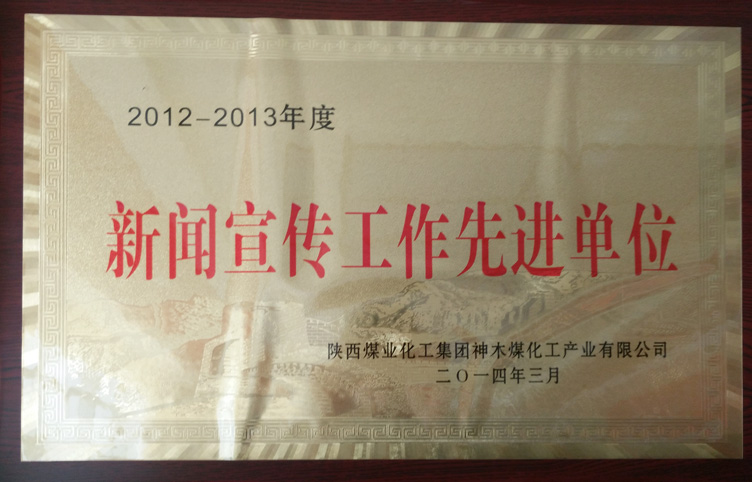 2012-2013年度
新闻宣传工作先进单位
陕西煤业化工集团神木煤化工产业有限公司
二〇一四年三月